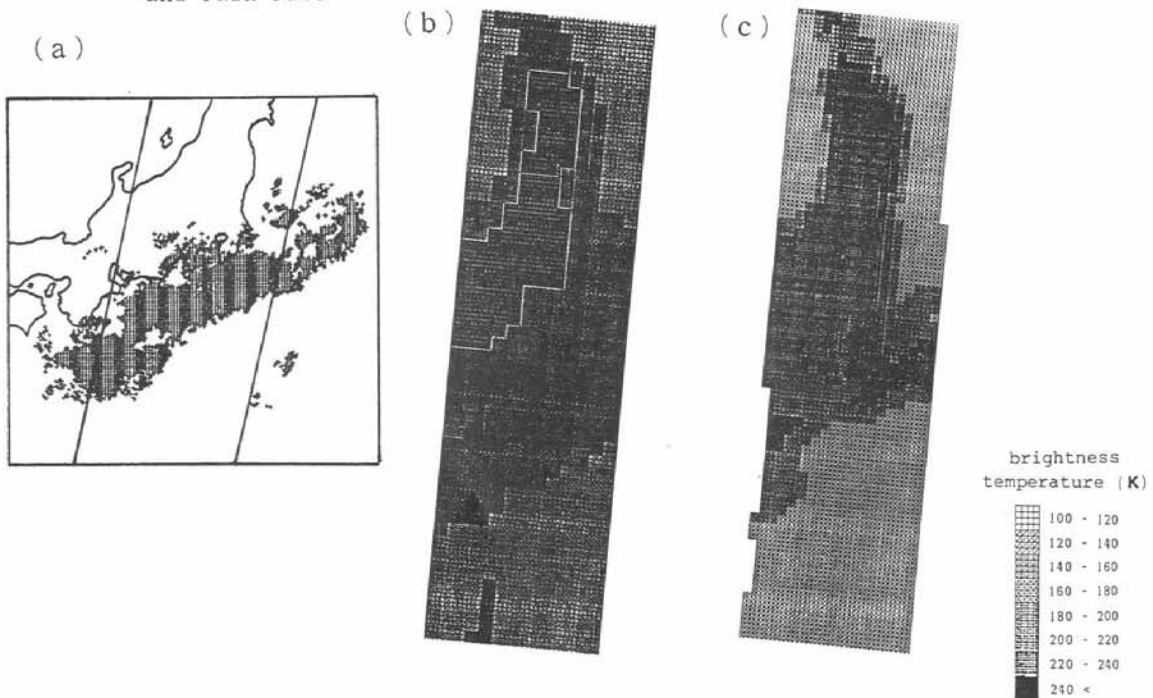 (a)
(b)
(c)
brightness
temperature (K)
100 - 120
120 - 140
140 - 160
160 - 180
180 - 200
200 - 220
220 - 240
240 <